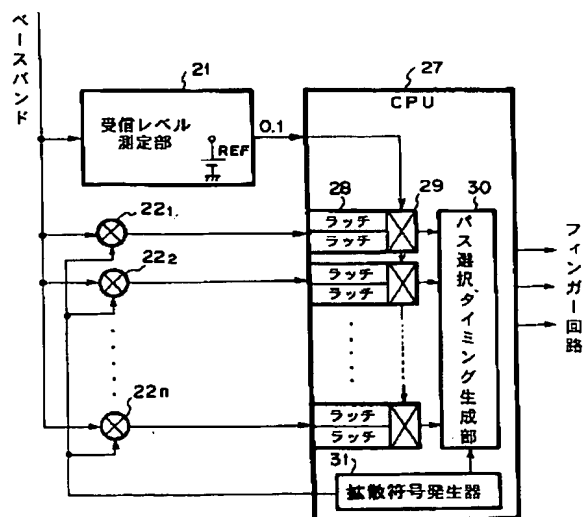 ベースバンド
21
受信レベル
測定部
REF
0.1
27
CPU
28
29
30
ラッチ
ラッチ
ラッチ
ラッチ
ラッチ
ラッチ
22₁
22₂
22n
パス選択,タイミング生成部
31
拡散符号発生器
フィンガー回路